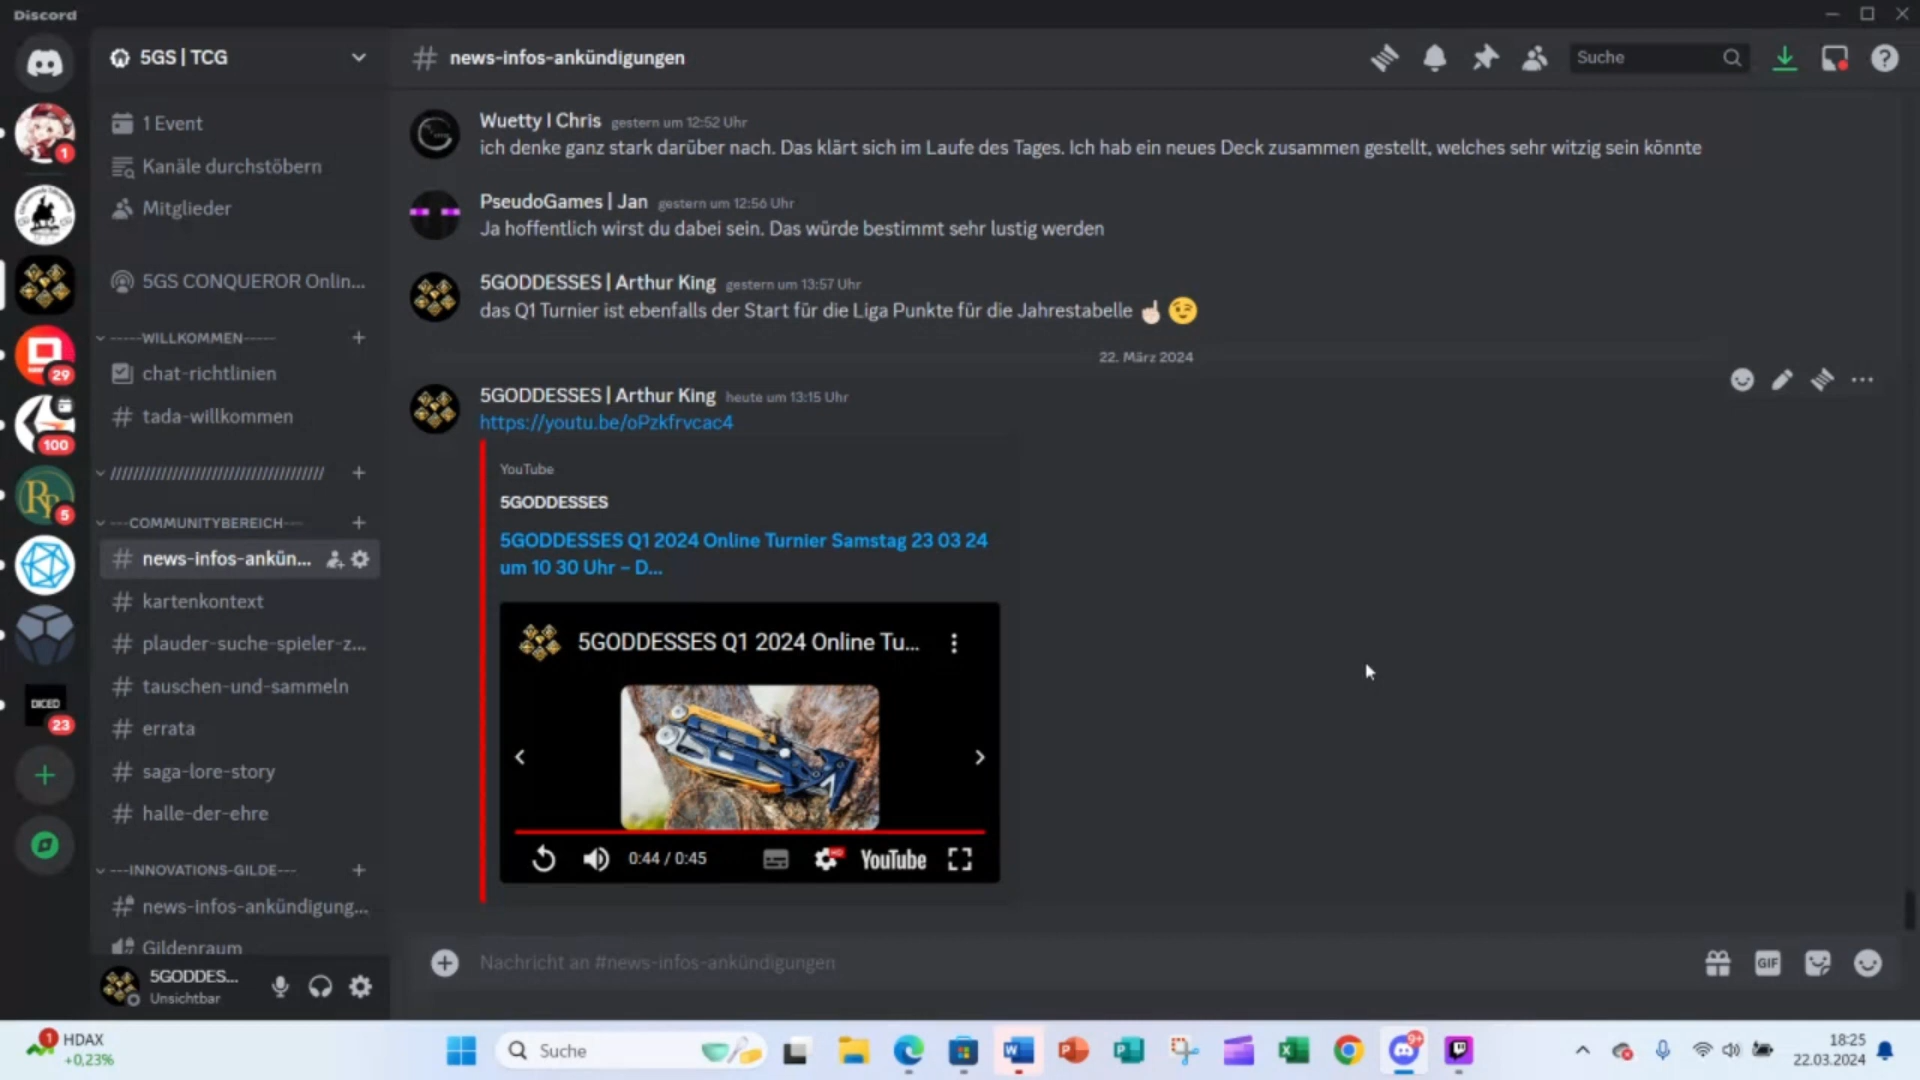 Discord
5GS | TCG
1 Event
Kanäle durchstöbern
Mitglieder
5GS CONQUEROR Onlin...
-----WILLKOMMEN-----
chat-richtlinien
tada-willkommen
---COMMUNITYBEREICH---
news-infos-ankün...
kartenkontext
plauder-suche-spieler-z...
tauschen-und-sammeln
errata
saga-lore-story
halle-der-ehre
---INNOVATIONS-GILDE---
news-infos-ankündigung...
Gildenraum
5GODDES...
Unsichtbar
1
29
100
5
DICED
23
# news-infos-ankündigungen
Suche
Wuetty I Chris gestern um 12:52 Uhr
ich denke ganz stark darüber nach. Das klärt sich im Laufe des Tages. Ich hab ein neues Deck zusammen gestellt, welches sehr witzig sein könnte
PseudoGames | Jan gestern um 12:56 Uhr
Ja hoffentlich wirst du dabei sein. Das würde bestimmt sehr lustig werden
5GODDESSES | Arthur King gestern um 13:57 Uhr
das Q1 Turnier ist ebenfalls der Start für die Liga Punkte für die Jahrestabelle ☝🏻 😉
22. März 2024
5GODDESSES | Arthur King heute um 13:15 Uhr
https://youtu.be/oPzkfrvcac4
YouTube
5GODDESSES
5GODDESSES Q1 2024 Online Turnier Samstag 23 03 24
um 10 30 Uhr – D...
5GODDESSES Q1 2024 Online Tu...
0:44 / 0:45
HD
YouTube
Nachricht an #news-infos-ankündigungen
GIF
1
HDAX
+0,23%
Suche
9+
18:25
22.03.2024